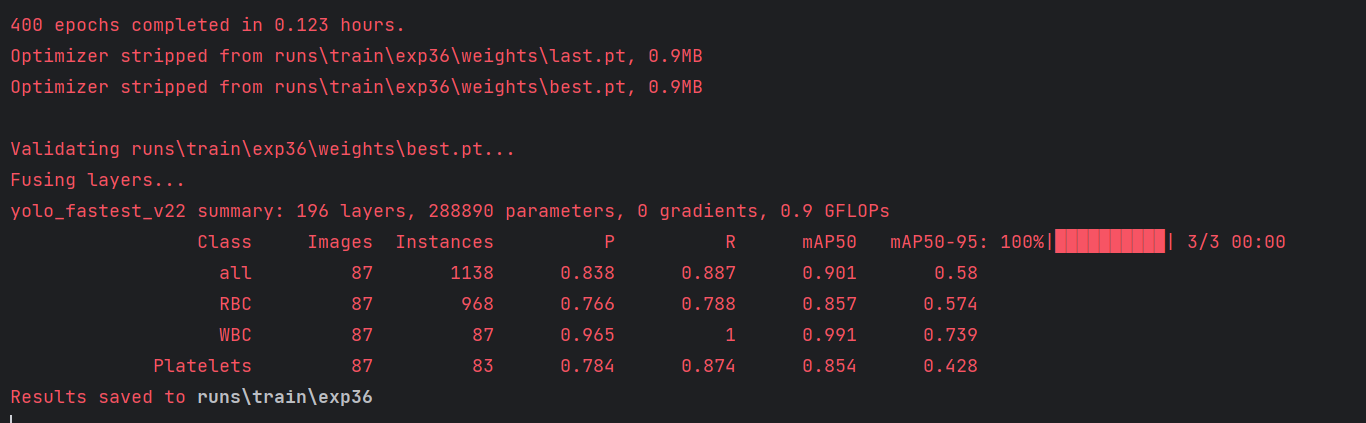 400 epochs completed in 0.123 hours.
Optimizer stripped from runs\train\exp36\weights\last.pt, 0.9MB
Optimizer stripped from runs\train\exp36\weights\best.pt, 0.9MB
Validating runs\train\exp36\weights\best.pt...
Fusing layers...
yolo_fastest_v22 summary: 196 layers, 288890 parameters, 0 gradients, 0.9 GFLOPs
Class Images Instances P R mAP50 mAP50-95: 100%|██████████| 3/3 00:00
all 87 1138 0.838 0.887 0.901 0.58
RBC 87 968 0.766 0.788 0.857 0.574
WBC 87 87 0.965 1 0.991 0.739
Platelets 87 83 0.784 0.874 0.854 0.428
Results saved to runs\train\exp36